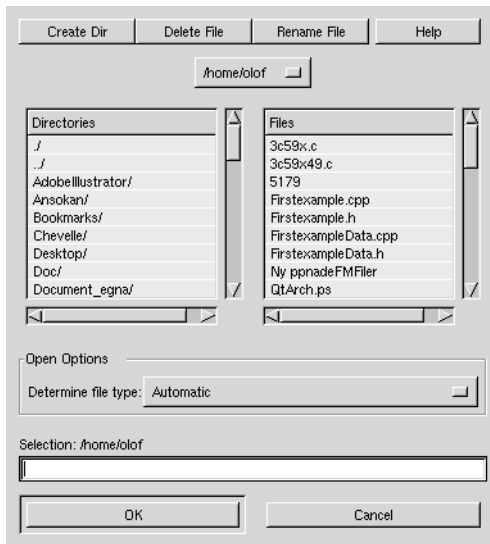 Create Dir Delete File Rename File Help
/home/olof
Directories
./
../
AdobeIllustrator/
Ansokan/
Bookmarks/
Chevelle/
Desktop/
Doc/
Document_egna/
Files
3c59x.c
3c59x49.c
5179
Firstexample.cpp
Firstexample.h
FirstexampleData.cpp
FirstexampleData.h
Ny ppnadeFMFiler
QtArch.ps
Open Options
Determine file type: Automatic
Selection: /home/olof
OK Cancel